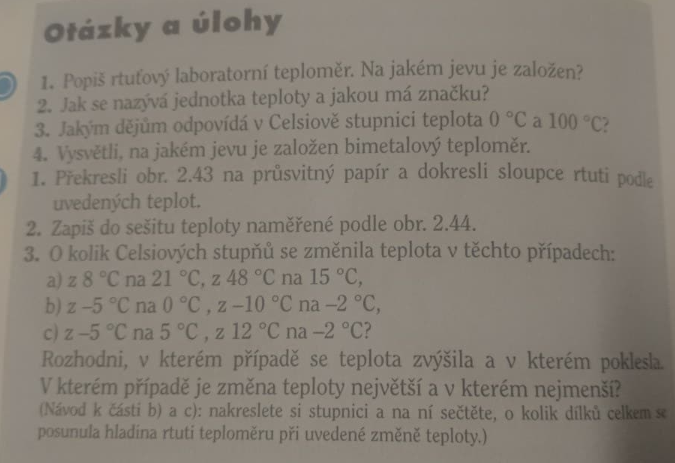 Otázky a úlohy
1. Popiš rtuťový laboratorní teploměr. Na jakém jevu je založen?
2. Jak se nazývá jednotka teploty a jakou má značku?
3. Jakým dějům odpovídá v Celsiově stupnici teplota 0 °C a 100 °C?
4. Vysvětli, na jakém jevu je založen bimetalový teploměr.
1. Překresli obr. 2.43 na průsvitný papír a dokresli sloupce rtuti podle
uvedených teplot.
2. Zapiš do sešitu teploty naměřené podle obr. 2.44.
3. O kolik Celsiových stupňů se změnila teplota v těchto případech:
a) z 8 °C na 21 °C, z 48 °C na 15 °C,
b) z –5 °C na 0 °C , z –10 °C na –2 °C,
c) z –5 °C na 5 °C , z 12 °C na –2 °C?
Rozhodni, v kterém případě se teplota zvýšila a v kterém poklesla.
V kterém případě je změna teploty největší a v kterém nejmenší?
(Návod k části b) a c): nakreslete si stupnici a na ní sečtěte, o kolik dílků celkem se
posunula hladina rtuti teploměru při uvedené změně teploty.)